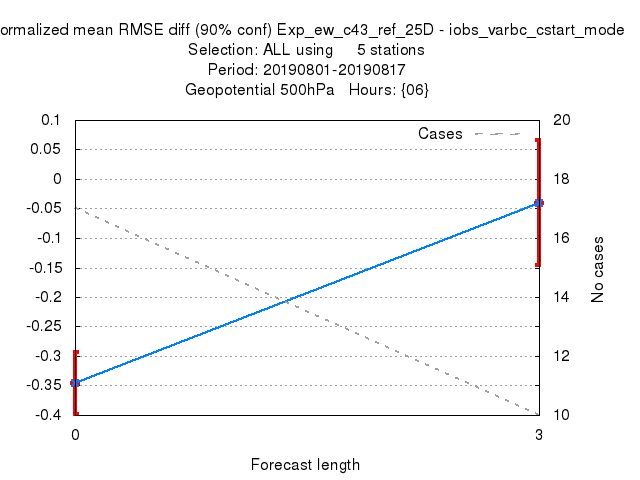 ormalized mean RMSE diff (90% conf) Exp_ew_c43_ref_25D - iobs_varbc_cstart_mode
Selection: ALL using     5 stations
Period: 20190801-20190817
Geopotential 500hPa   Hours: {06}
Cases
0.1
0.05
0
-0.05
-0.1
-0.15
-0.2
-0.25
-0.3
-0.35
-0.4
20
18
16
14
12
10
No cases
0
3
Forecast length